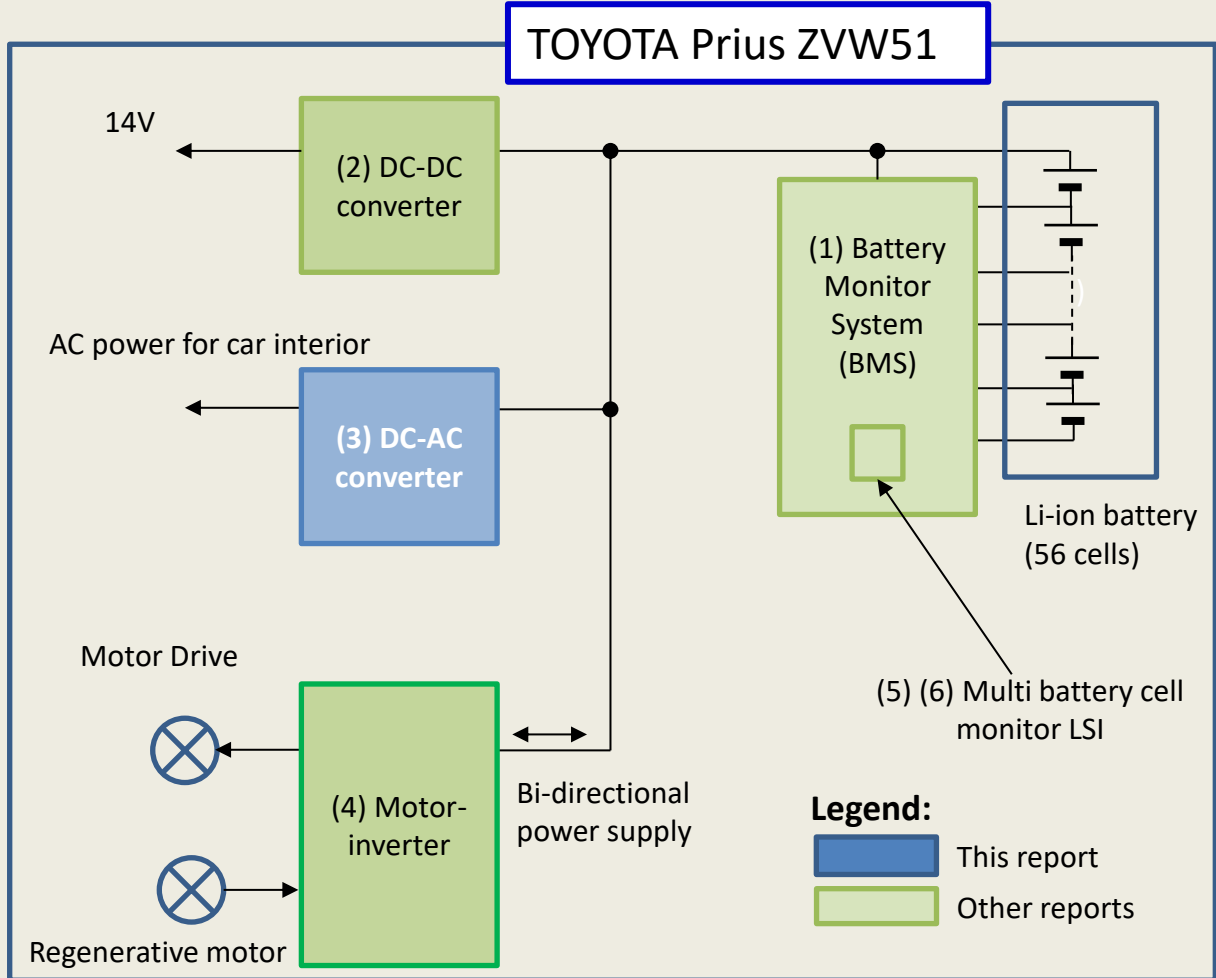 TOYOTA Prius ZVW51
14V
(2) DC-DC
converter
(1) Battery
Monitor
System
(BMS)
)
AC power for car interior
(3) DC-AC
converter
Li-ion battery
(56 cells)
Motor Drive
(5) (6) Multi battery cell
monitor LSI
(4) Motor-
inverter
Bi-directional
power supply
Regenerative motor
Legend:
This report
Other reports